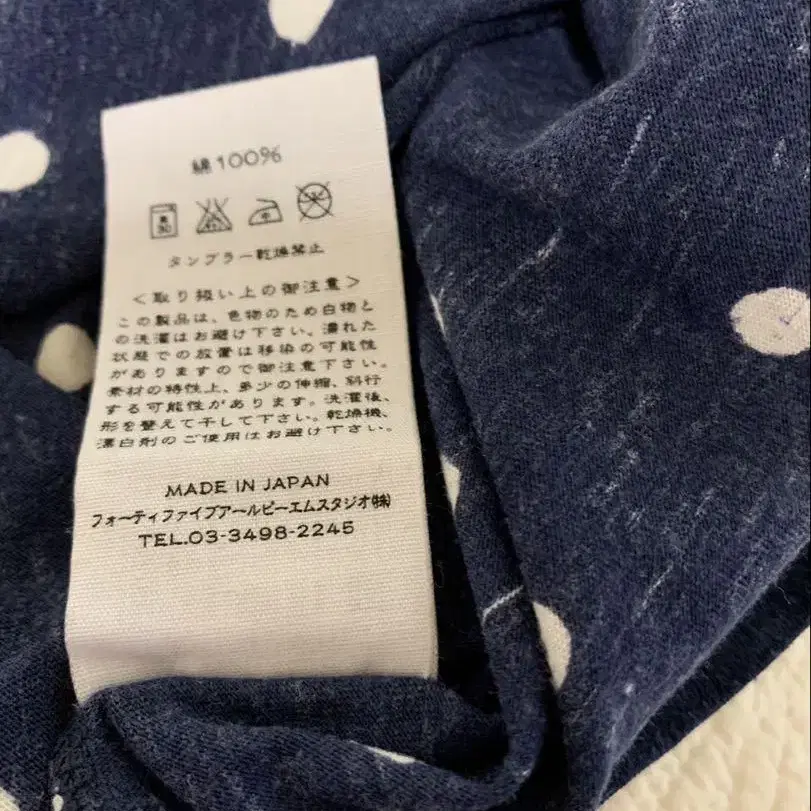 綿100%
タンブラー乾燥禁止
<取り扱い上の御注意>
この製品は、色物のため白物と
の洗濯はお避け下さい。濡れた
状態での放置は移染の可能性
がありますので御注意下さい。
素材の特性上、多少の伸縮、斜行
する可能性があります。洗濯後、
形を整えて干して下さい。乾燥機、
漂白剤のご使用はお避け下さい。
MADE IN JAPAN
フォーティファイブアールピーエムスタジオ(株)
TEL.03-3498-2245